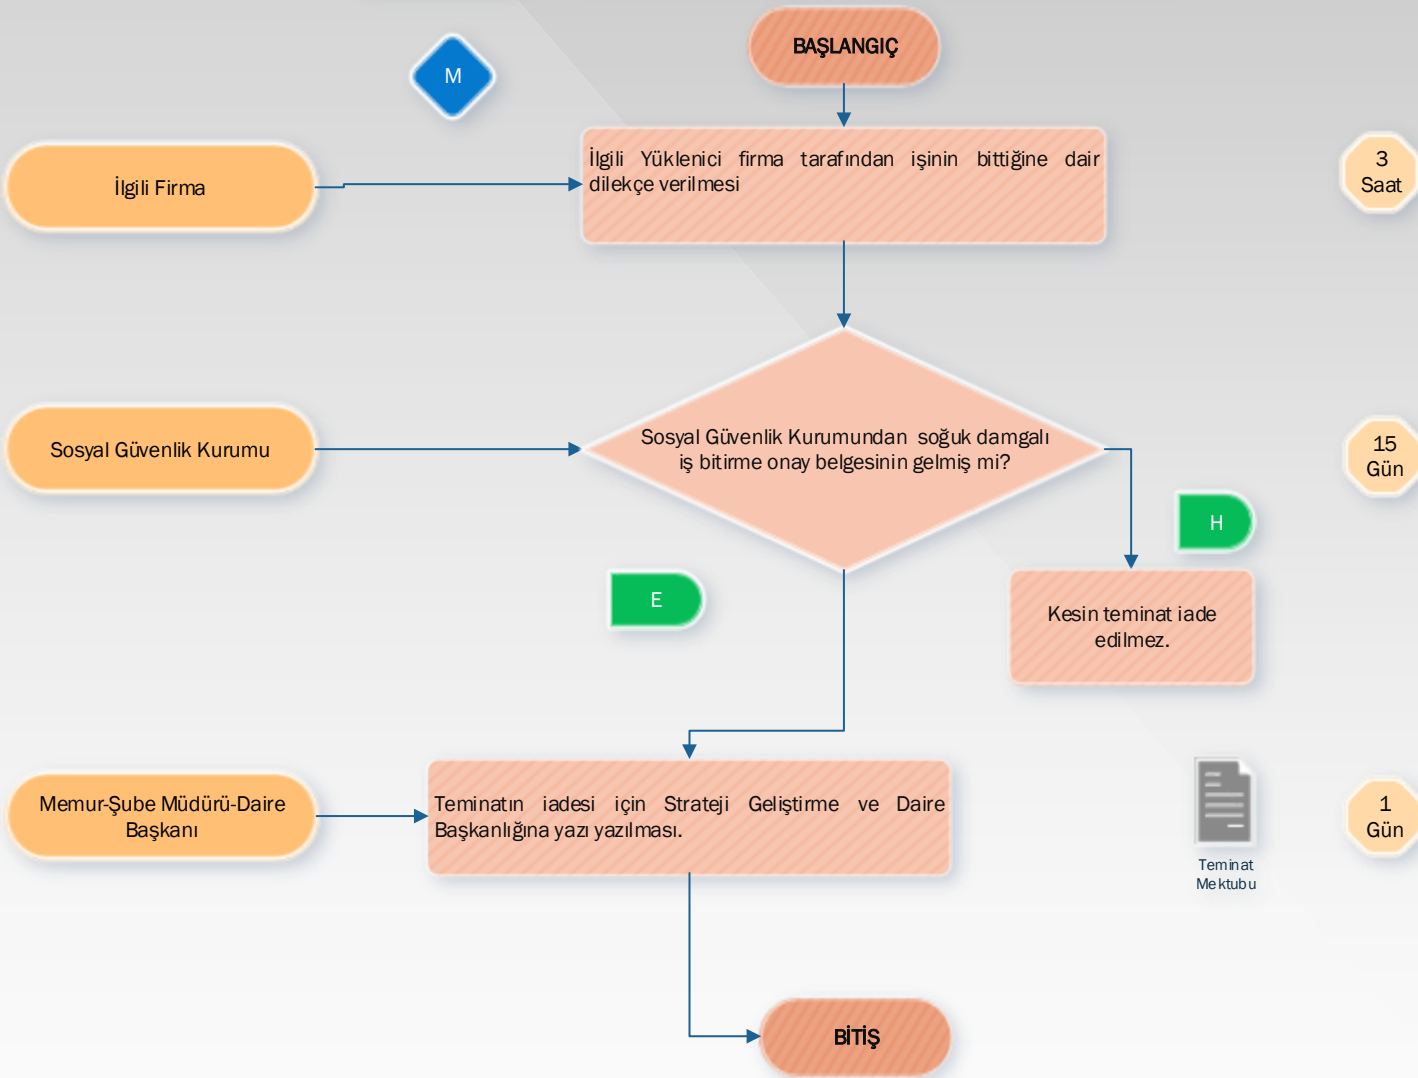 BAŞLANGIÇ
M
İlgili Firma
İlgili Yüklenici firma tarafından işinin bittiğine dair
dilekçe verilmesi
3
Saat
Sosyal Güvenlik Kurumu
Sosyal Güvenlik Kurumundan soğuk damgalı
iş bitirme onay belgesinin gelmiş mi?
15
Gün
H
E
Kesin teminat iade
edilmez.
Memur-Şube Müdürü-Daire
Başkanı
Teminatın iadesi için Strateji Geliştirme ve Daire
Başkanlığına yazı yazılması.
Teminat
Mektubu
1
Gün
BİTİŞ